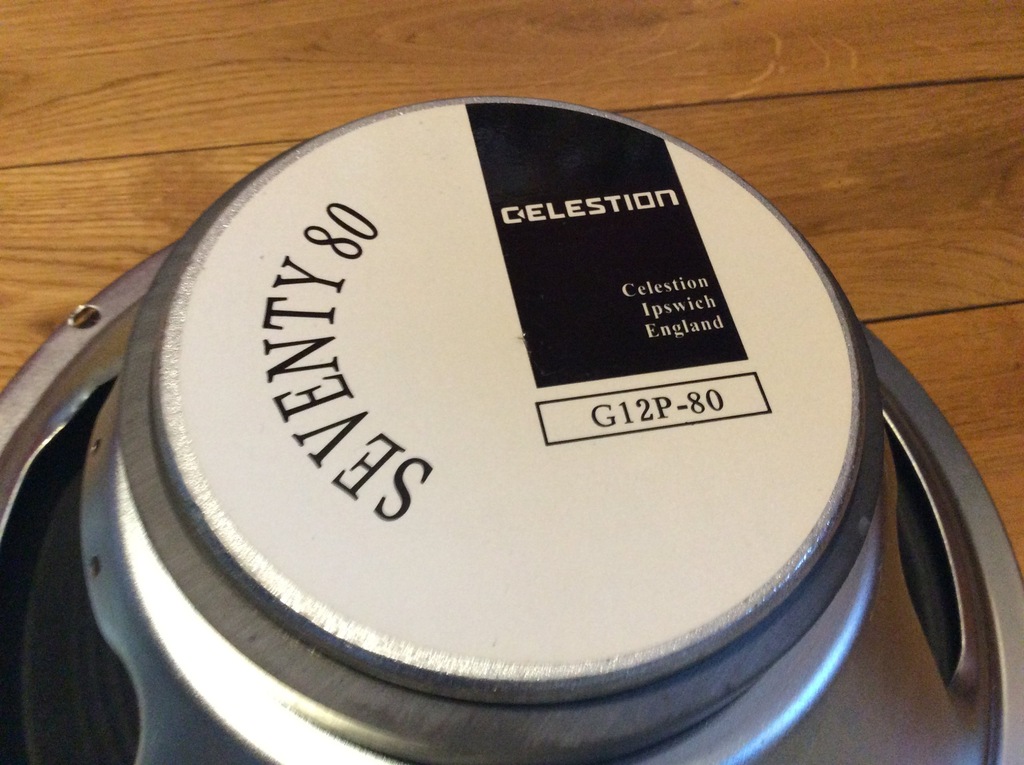 SEVENTY 80
CELESTION
Celestion
Ipswich
England
G12P-80